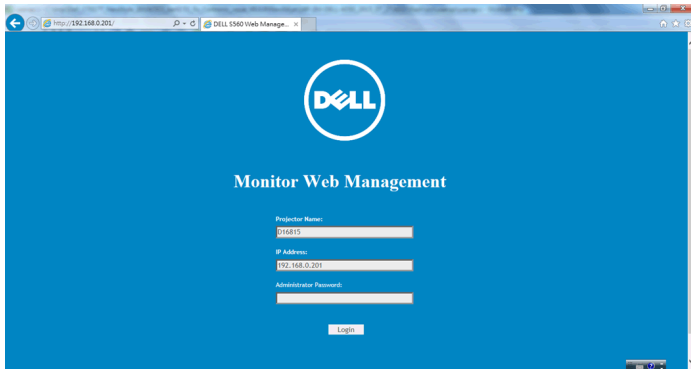 http://192.168.0.201/
DELL S560 Web Manage...
DELL
Monitor Web Management
Projector Name:
D16815
IP Address:
192.168.0.201
Administrator Password:
Login